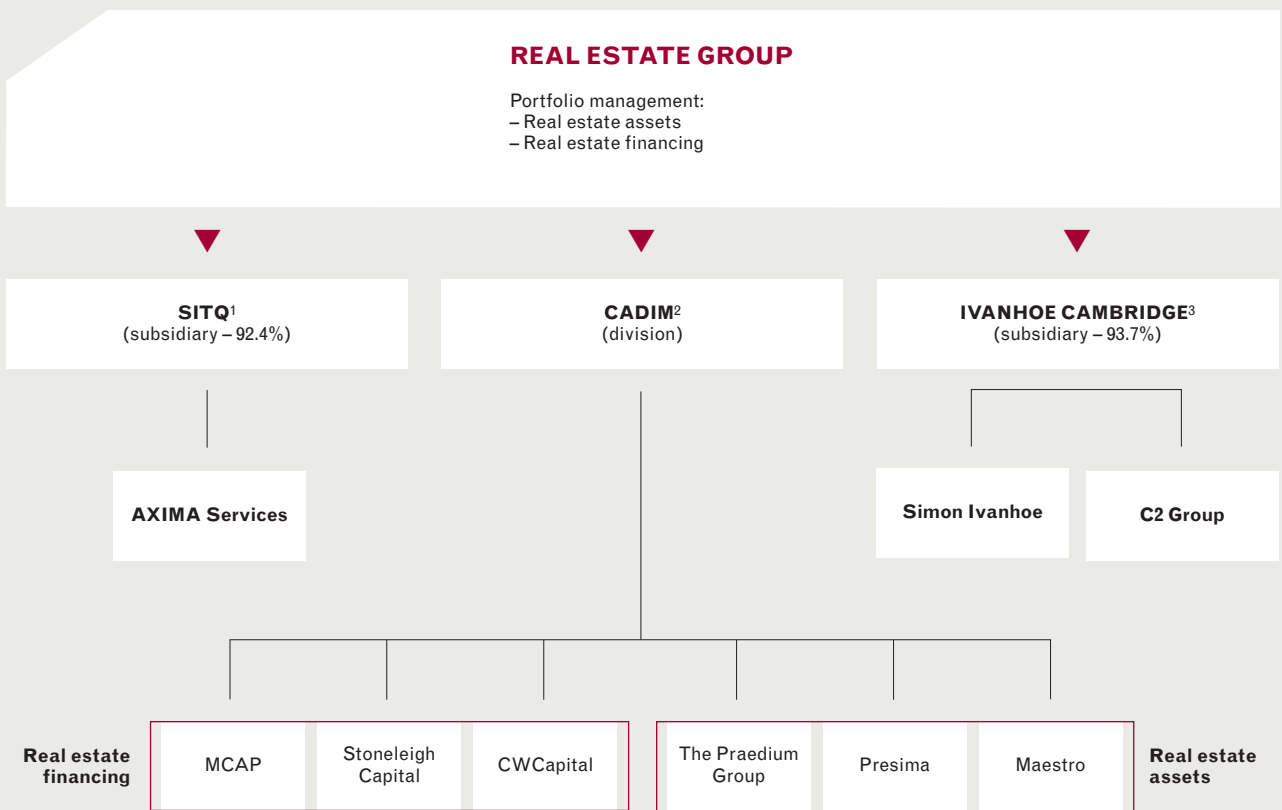 REAL ESTATE GROUP
Portfolio management:
– Real estate assets
– Real estate financing
SITQ¹
(subsidiary – 92.4%)
CADIM²
(division)
IVANHOE CAMBRIDGE³
(subsidiary – 93.7%)
AXIMA Services
Simon Ivanhoe
C2 Group
Real estate
financing
MCAP
Stoneleigh
Capital
CWCapital
The Praedium
Group
Presima
Maestro
Real estate
assets